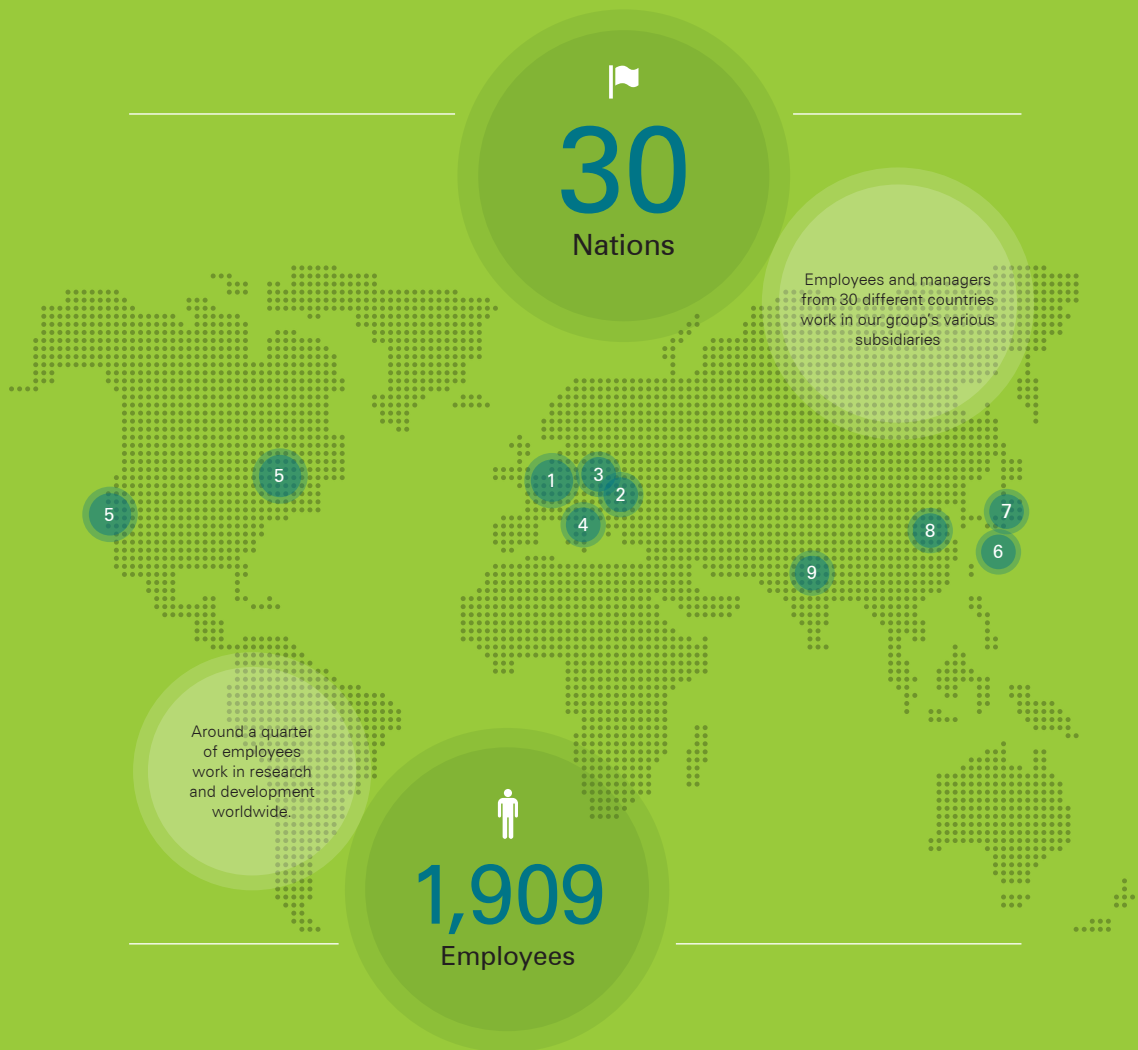 30
Nations
Employees and managers
from 30 different countries
work in our group's various
subsidiaries
5
5
1
3
2
4
7
8
6
9
Around a quarter
of employees
work in research
and development
worldwide.
1,909
Employees